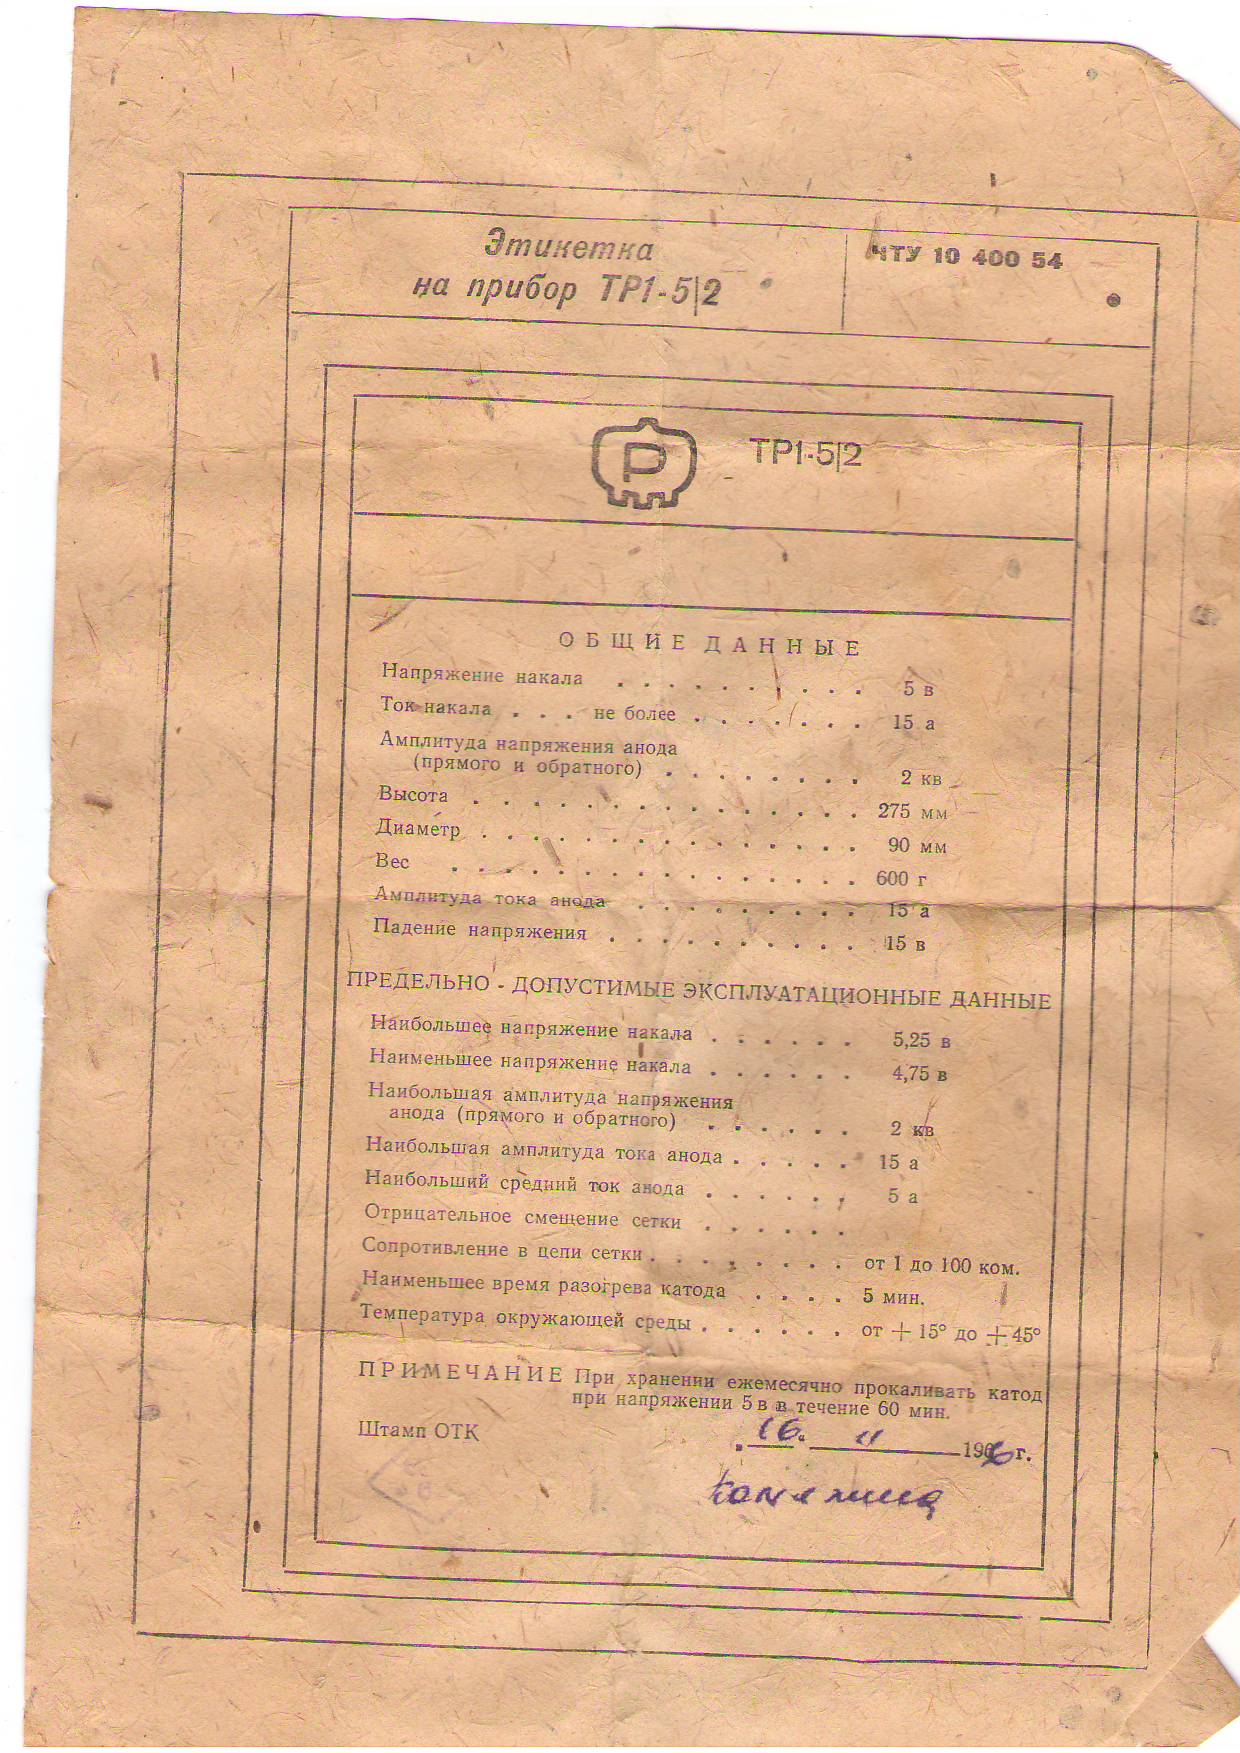 Этикетка
на прибор ТР1-5|2
ЧТУ 10 400 54
Р
ТР1-5|2
ОБЩИЕ ДАННЫЕ
Напряжение накала . . . . . . . . . . 5 в
Ток накала . . . не более . . . . . . . 15 а
Амплитуда напряжения анода
(прямого и обратного) . . . . . . . . 2 кв
Высота . . . . . . . . . . . . . . . 275 мм
Диаметр . . . . . . . . . . . . . . 90 мм
Вес . . . . . . . . . . . . . . . . 600 г
Амплитуда тока анода . . . . . . . . . 15 а
Падение напряжения . . . . . . . . . . 15 в
ПРЕДЕЛЬНО - ДОПУСТИМЫЕ ЭКСПЛУАТАЦИОННЫЕ ДАННЫЕ
Наибольшее напряжение накала . . . . . . 5,25 в
Наименьшее напряжение накала . . . . . . 4,75 в
Наибольшая амплитуда напряжения
анода (прямого и обратного) . . . . . . 2 кв
Наибольшая амплитуда тока анода . . . . . 15 а
Наибольший средний ток анода . . . . . . 5 а
Отрицательное смещение сетки . . . . . .
Сопротивление в цепи сетки . . . . . . . . от 1 до 100 ком.
Наименьшее время разогрева катода . . . . 5 мин.
Температура окружающей среды . . . . . . от + 15° до + 45°
ПРИМЕЧАНИЕ При хранении ежемесячно прокаливать катод
при напряжении 5 в в течение 60 мин.
Штамп ОТК
„16“ 11 1966 г.